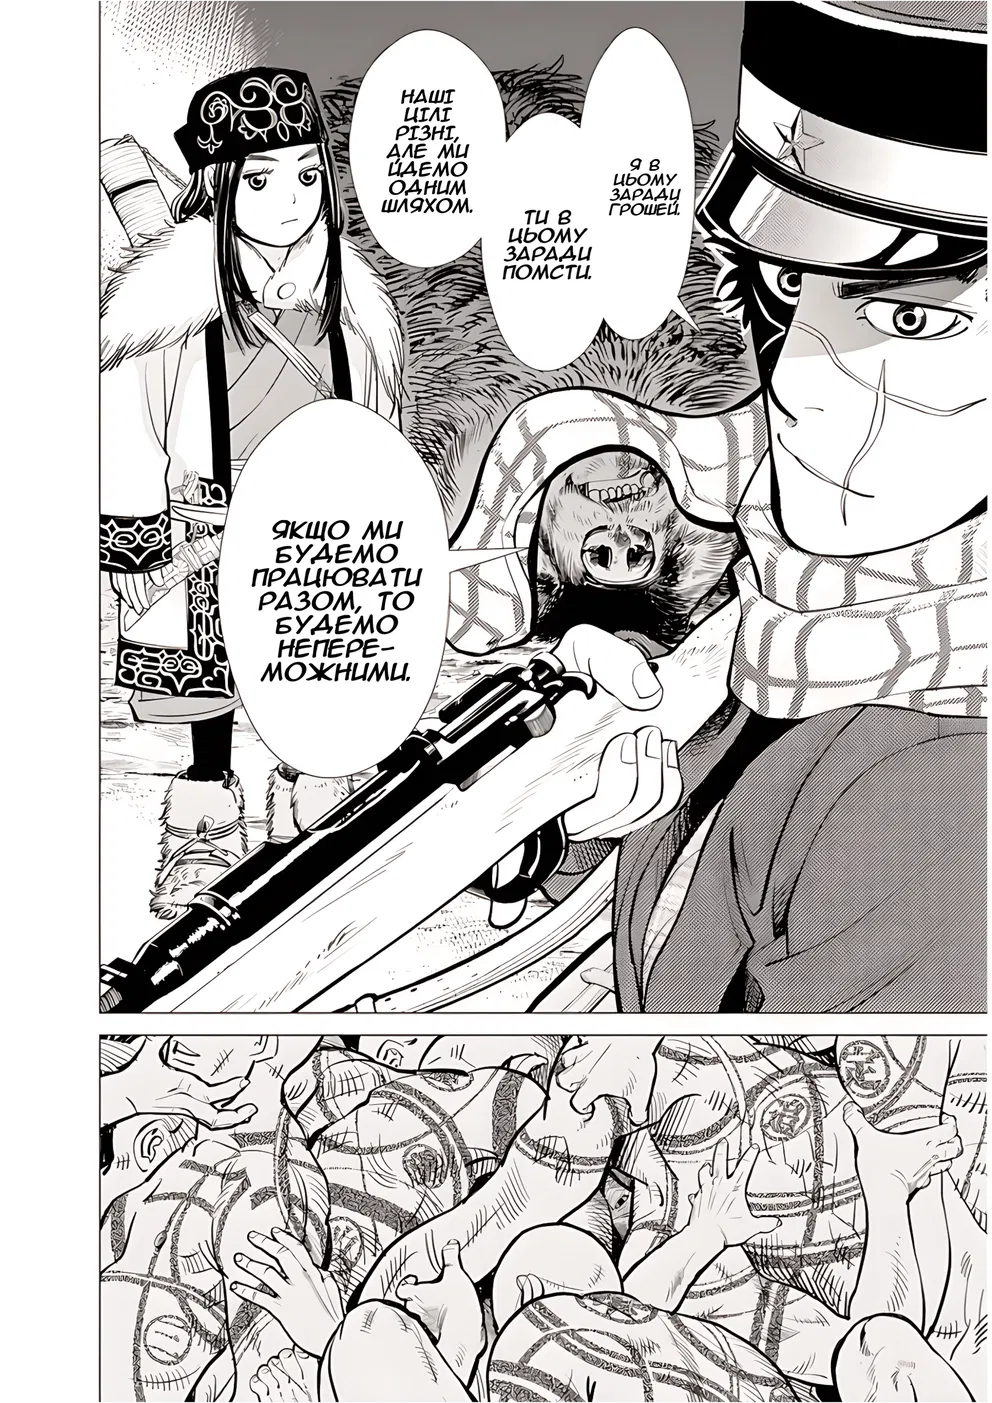 Я В
ЦЬОМУ
ЗАРАДИ
ГРОШЕЙ.
ТИ В
ЦЬОМУ
ЗАРАДИ
ПОМСТИ.
НАШІ
ЦІЛІ
РІЗНІ,
АЛЕ МИ
ЙДЕМО
ОДНИМ
ШЛЯХОМ.
ЯКЩО МИ
БУДЕМО
ПРАЦЮВАТИ
РАЗОМ, ТО
БУДЕМО
НЕПЕРЕ-
МОЖНИМИ.